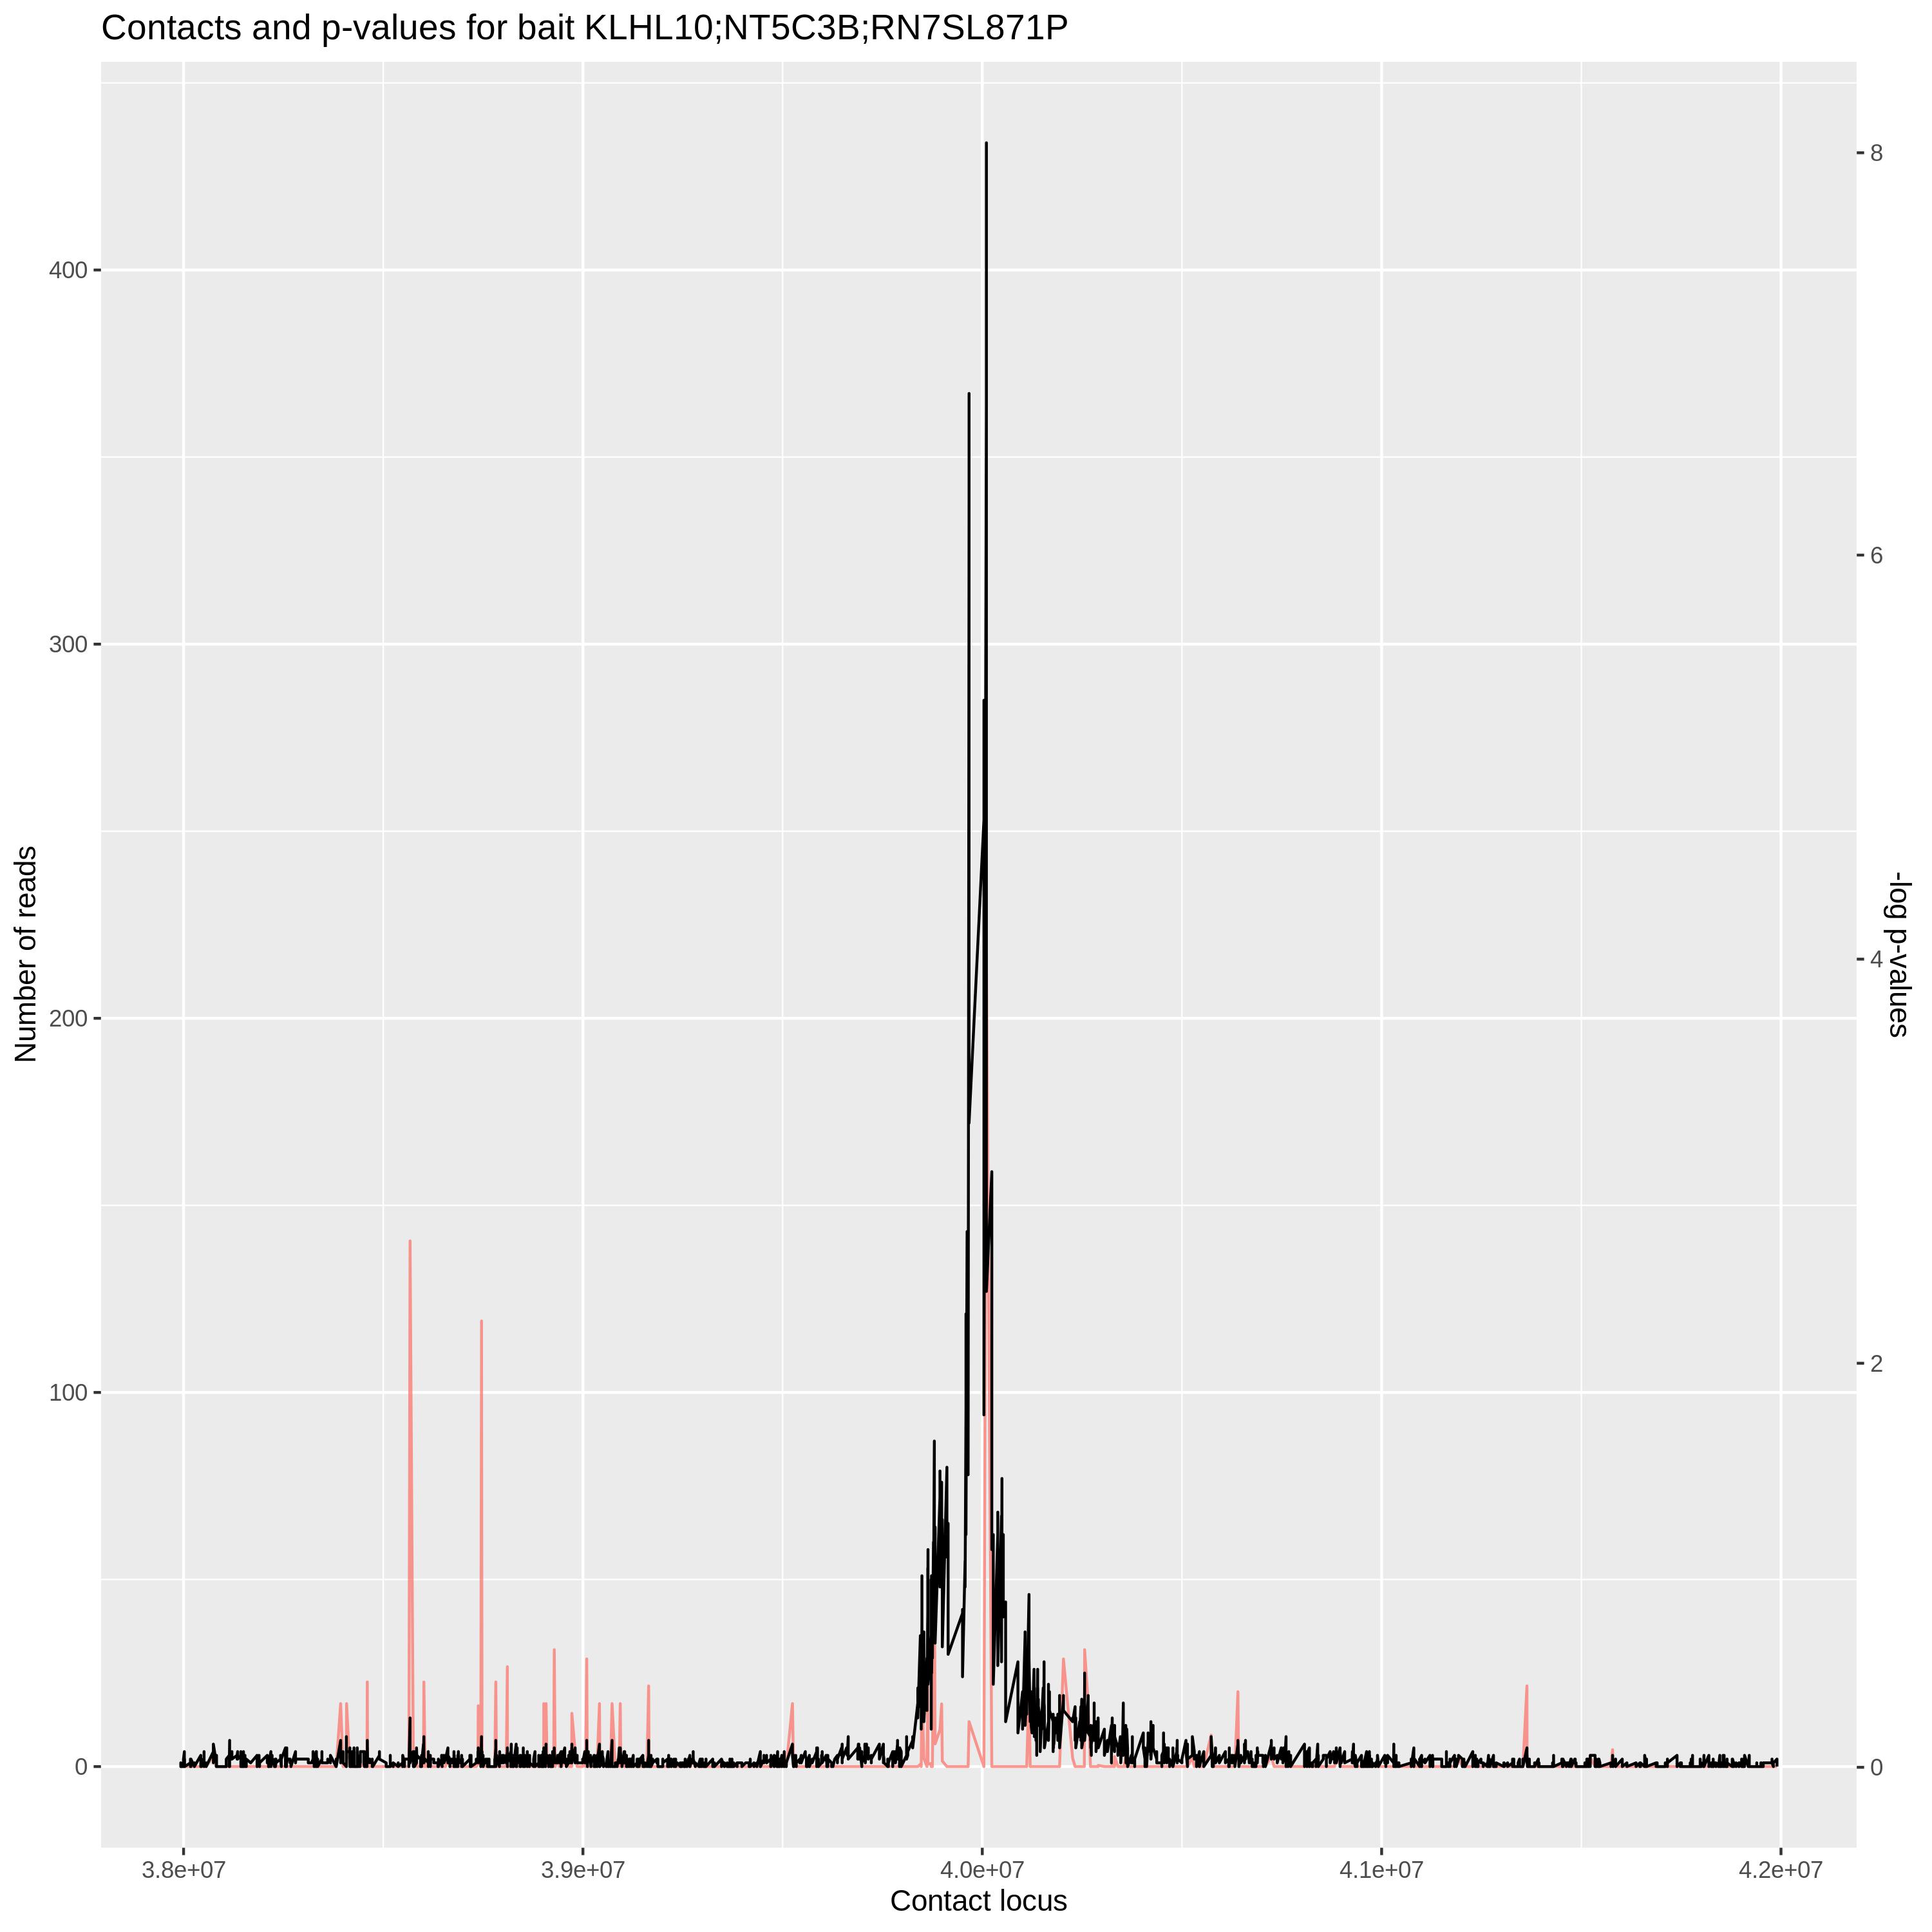 Contacts and p-values for bait KLHL10;NT5C3B;RN7SL871P
Number of reads
400
300
200
100
0
8
6
4
2
0
-log p-values
3.8e+07 3.9e+07 4.0e+07 4.1e+07 4.2e+07
Contact locus